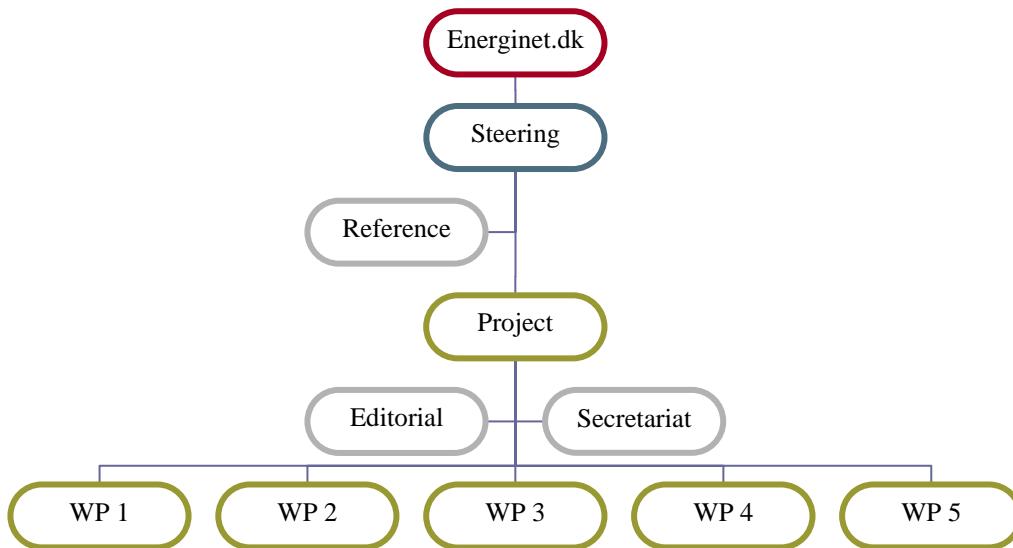 Energinet.dk
Steering
Reference
Project
Editorial
Secretariat
WP 1
WP 2
WP 3
WP 4
WP 5